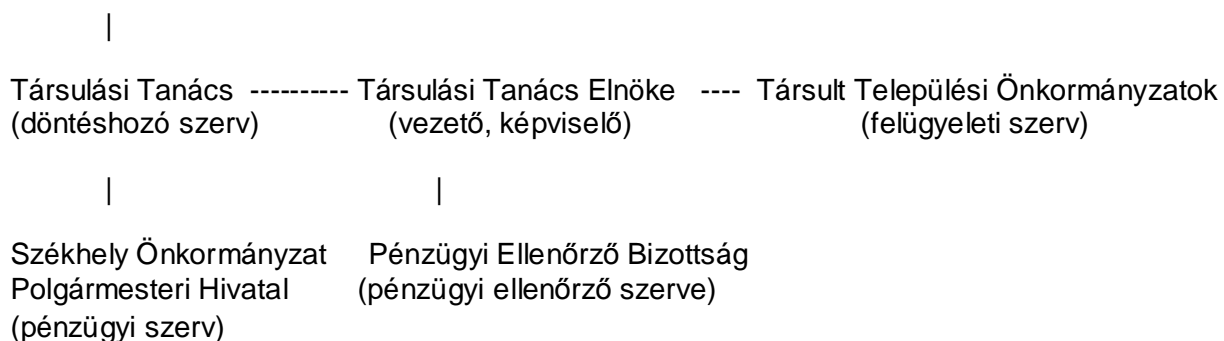 |
Társulási Tanács ---------- Társulási Tanács Elnöke ---- Társult Települési Önkormányzatok
(döntéshozó szerv) (vezető, képviselő) (felügyeleti szerv)
| |
Székhely Önkormányzat Pénzügyi Ellenőrző Bizottság
Polgármesteri Hivatal (pénzügyi ellenőrző szerve)
(pénzügyi szerv)